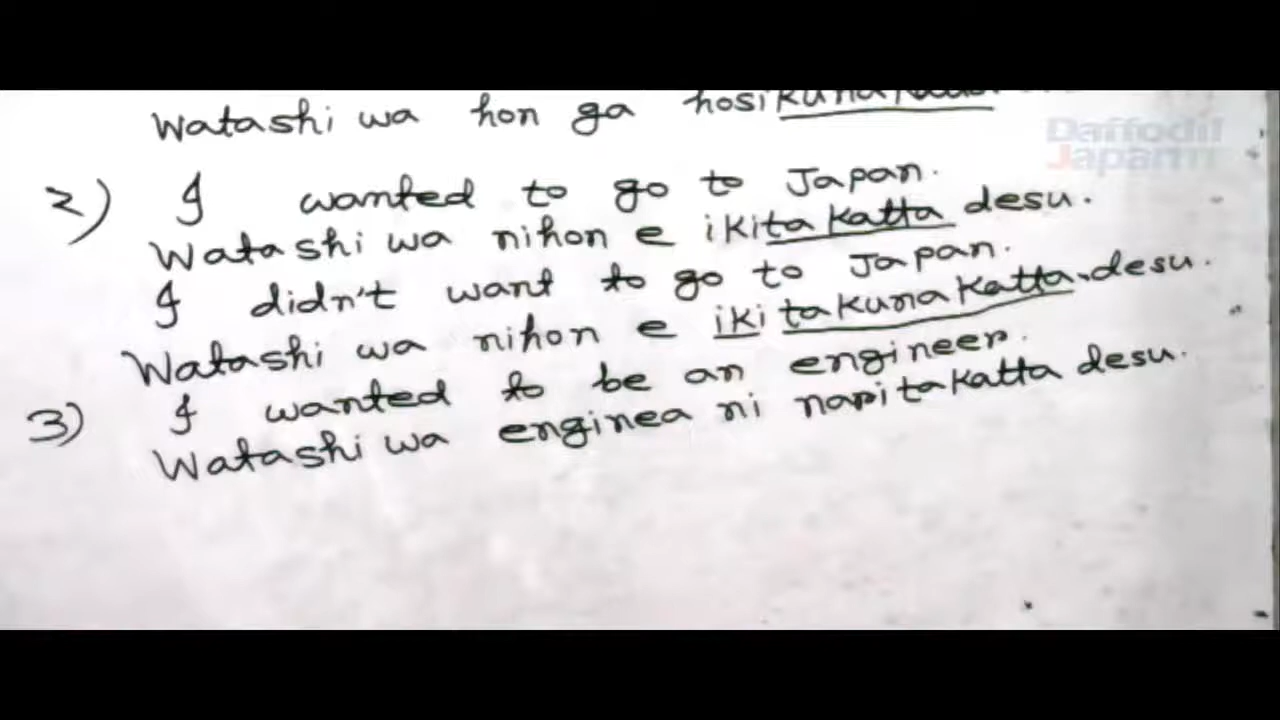 Watashi wa hon ga
Daffodil
Japan
2) I wanted to go to Japan.
Watashi wa nihon e ikitakatta desu.
I didn't want to go to Japan.
Watashi wa nihon e iki takunakatta desu.
3) I wanted to be an engineer.
Watashi wa enginea ni naritakatta desu.